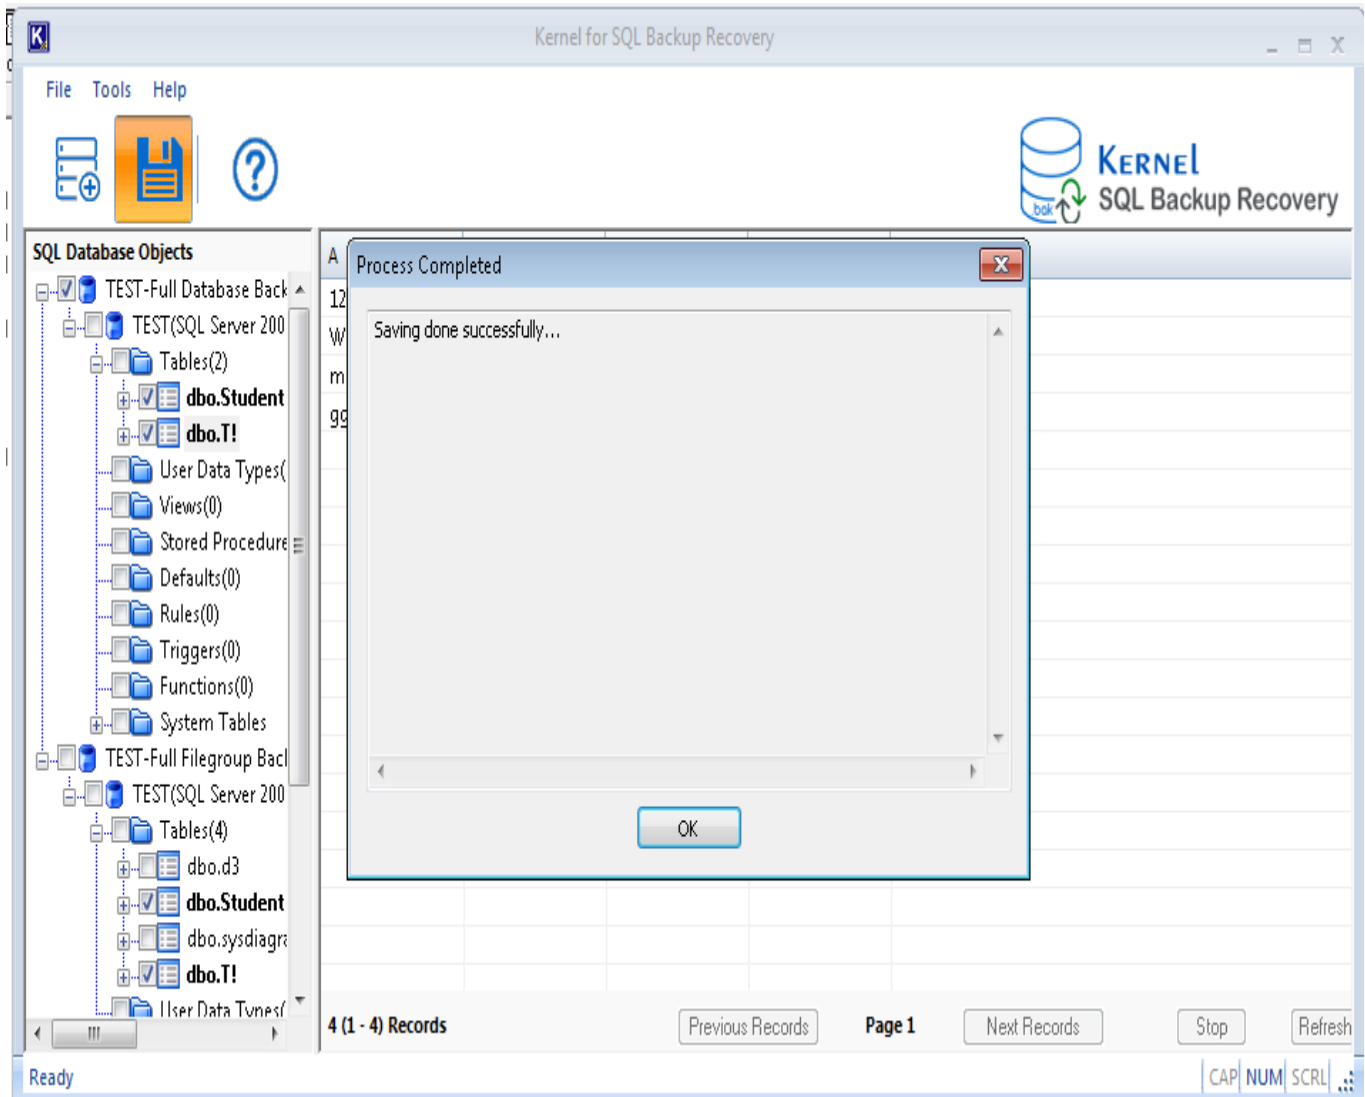 Kernel for SQL Backup Recovery
File Tools Help
KERNEL
SQL Backup Recovery
bak
SQL Database Objects
A
Process Completed
TEST-Full Database Back
12
TEST(SQL Server 200
W
Saving done successfully...
Tables(2)
m
dbo.Student
99
dbo.T!
User Data Types(
Views(0)
Stored Procedure
Defaults(0)
Rules(0)
Triggers(0)
Functions(0)
System Tables
TEST-Full Filegroup Back
TEST(SQL Server 200
Tables(4)
OK
dbo.d3
dbo.Student
dbo.sysdiagra
dbo.T!
User Data Types(
4 (1 - 4) Records Previous Records Page 1 Next Records Stop Refresh
Ready CAP NUM SCRL